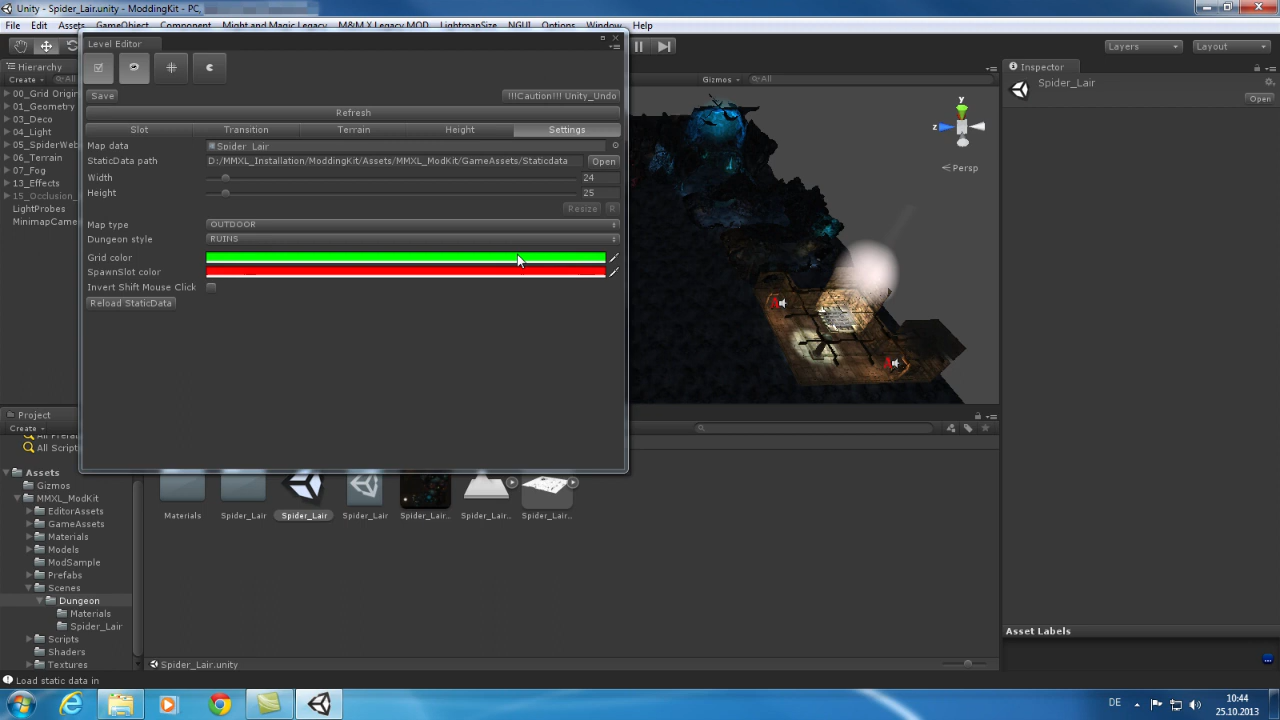 Unity - Spider_Lair.unity - ModdingKit - PC,
File Edit Assets GameObject Component Might and Magic Legacy M&M X Legacy MOD LightmapSize NGUI Options Window Help
Level Editor
Layers Layout
Hierarchy
Inspector
Create All
Gizmos All
Spider_Lair
Open
00_Grid Origin
01_Geometry
03_Deco
04_Light
05_SpiderWeb
06_Terrain
07_Fog
13_Effects
15_Occlusion_
LightProbes
MinimapCame
Save !!!Caution!!! Unity_Undo
Refresh
Slot Transition Terrain Height Settings
Map data Spider_Lair
StaticData path D:/MMXL_Installation/ModdingKit/Assets/MMXL_ModKit/GameAssets/Staticdata Open
Width 24
Height 25
Resize R
Map type OUTDOOR
Dungeon style RUINS
Grid color
SpawnSlot color
Invert Shift Mouse Click
Reload StaticData
y
z
Persp
Project
Create
All Prefa
All Script
Assets
Gizmos
MMXL_ModKit
EditorAssets
GameAssets
Materials
Models
ModSample
Prefabs
Scenes
Dungeon
Materials
Spider_Lair
Scripts
Shaders
Textures
Materials Spider_Lair Spider_Lair Spider_Lair Spider_Lair.. Spider_Lair.. Spider_Lair..
Asset Labels
Spider_Lair.unity
Load static data in
DE
10:44
25.10.2013